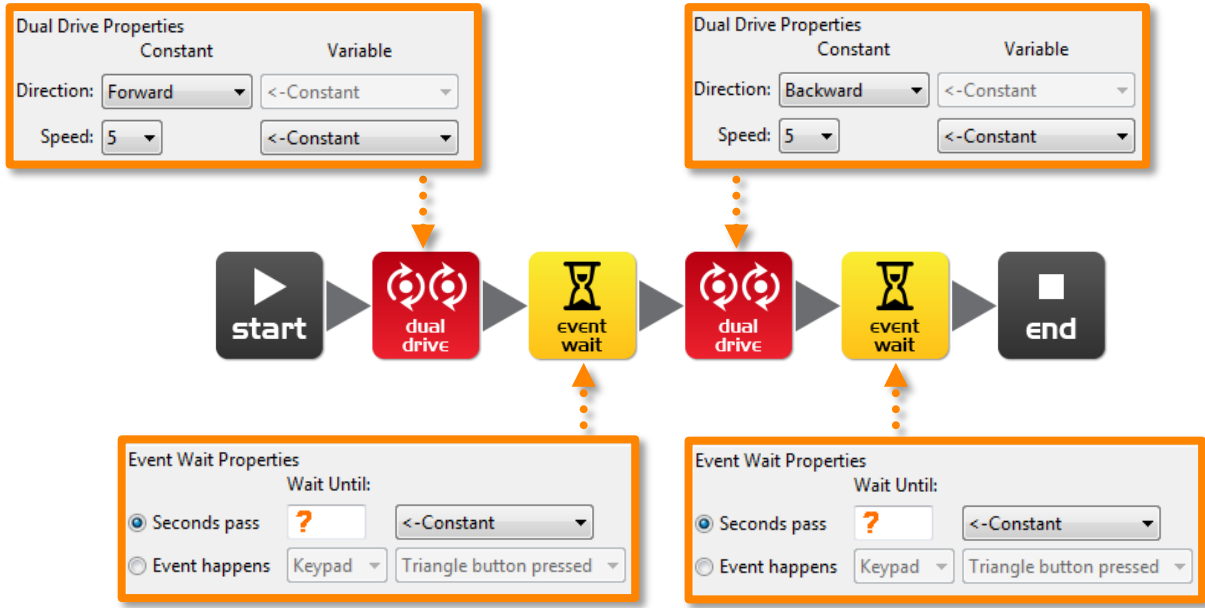 Dual Drive Properties
Constant Variable
Direction: Forward <-Constant
Speed: 5 <-Constant
Dual Drive Properties
Constant Variable
Direction: Backward <-Constant
Speed: 5 <-Constant
start
dual
drive
event
wait
dual
drive
event
wait
end
Event Wait Properties
Wait Until:
Seconds pass ? <-Constant
Event happens Keypad Triangle button pressed
Event Wait Properties
Wait Until:
Seconds pass ? <-Constant
Event happens Keypad Triangle button pressed